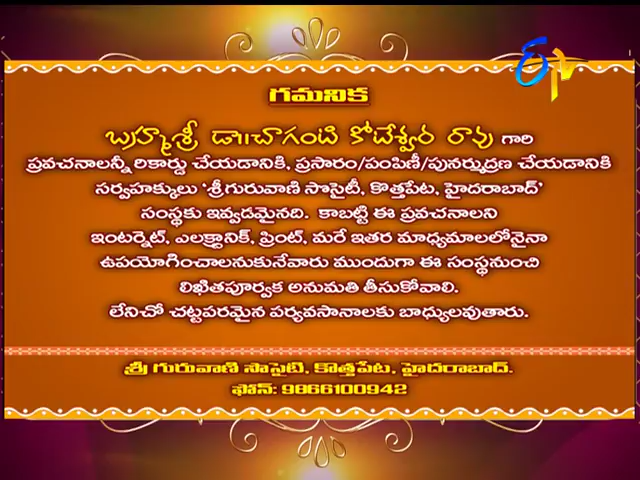 ETV
గమనిక
బ్రహ్మశ్రీ డా॥చాగంటి కోటేశ్వర రావు గారి
ప్రవచనాలన్నీ రికార్డు చేయడానికి, ప్రసారం/పంపిణీ/పునర్ముద్రణ చేయడానికి
సర్వహక్కులు ‘శ్రీగురువాణి సొసైటీ, కొత్తపేట, హైదరాబాద్’
సంస్థకు ఇవ్వడమైనది. కాబట్టి ఈ ప్రవచనాలని
ఇంటర్నెట్, ఎలక్ట్రానిక్, ప్రింట్, మరే ఇతర మాధ్యమాలలోనైనా
ఉపయోగించాలనుకునేవారు ముందుగా ఈ సంస్థనుంచి
లిఖితపూర్వక అనుమతి తీసుకోవాలి.
లేనిచో చట్టపరమైన పర్యవసానాలకు బాధ్యులవుతారు.
శ్రీ గురువాణి సొసైటి, కొత్తపేట, హైదరాబాద్.
ఫోన్: 9866100942